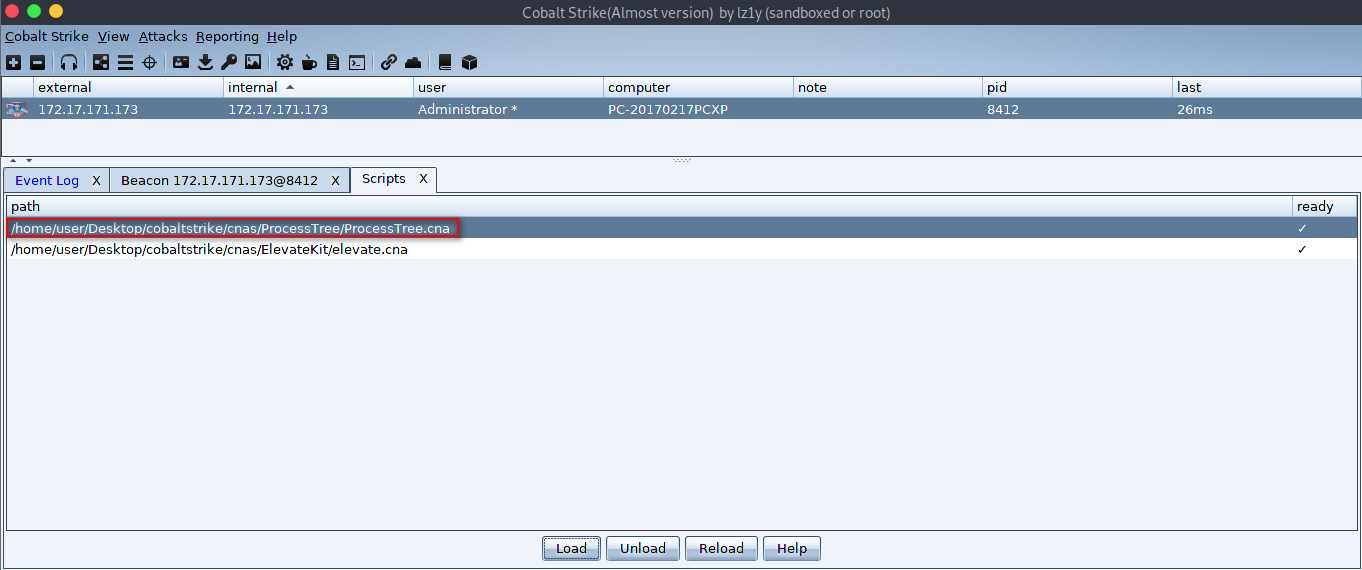 Cobalt Strike(Almost version) by lz1y (sandboxed or root)
Cobalt Strike View Attacks Reporting Help
external internal user computer note pid last
172.17.171.173 172.17.171.173 Administrator * PC-20170217PCXP 8412 26ms
Event Log X Beacon 172.17.171.173@8412 X Scripts X
path ready
/home/user/Desktop/cobaltstrike/cnas/ProcessTree/ProcessTree.cna ✓
/home/user/Desktop/cobaltstrike/cnas/ElevateKit/elevate.cna ✓
Load Unload Reload Help